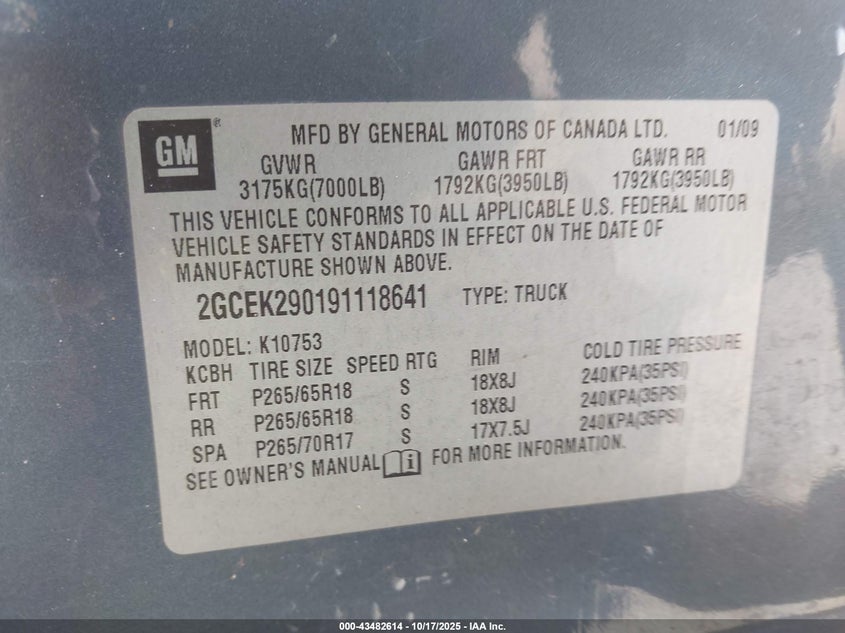 GM®
MFD BY GENERAL MOTORS OF CANADA LTD. 01/09
GVWR GAWR FRT GAWR RR
3175KG(7000LB) 1792KG(3950LB) 1792KG(3950LB)
THIS VEHICLE CONFORMS TO ALL APPLICABLE U.S. FEDERAL MOTOR
VEHICLE SAFETY STANDARDS IN EFFECT ON THE DATE OF
MANUFACTURE SHOWN ABOVE.
2GCEK290191118641 TYPE: TRUCK
MODEL: K10753
KCBH TIRE SIZE SPEED RTG RIM COLD TIRE PRESSURE
FRT P265/65R18 S 18X8J 240KPA(35PSI)
RR P265/65R18 S 18X8J 240KPA(35PSI)
SPA P265/70R17 S 17X7.5J 240KPA(35PSI)
SEE OWNER'S MANUAL i FOR MORE INFORMATION.
000-43482614 - 10/17/2025 - IAA Inc.